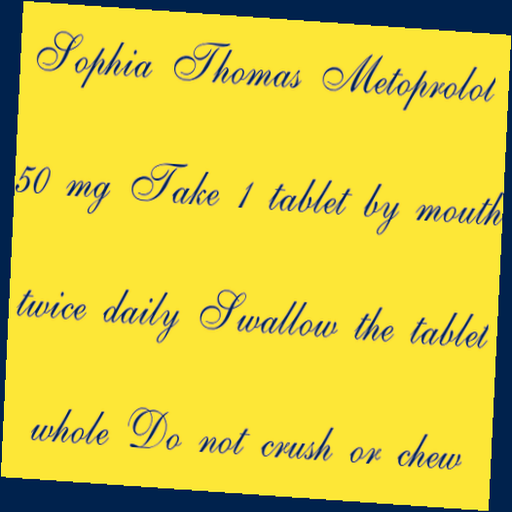 Sophia Thomas Metoprolol
50 mg Take 1 tablet by mouth
twice daily Swallow the tablet
whole Do not crush or chew